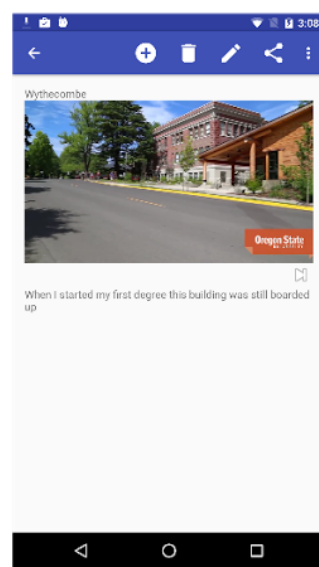 3:08
Wythecombe
Oregon State
When I started my first degree this building was still boarded
up